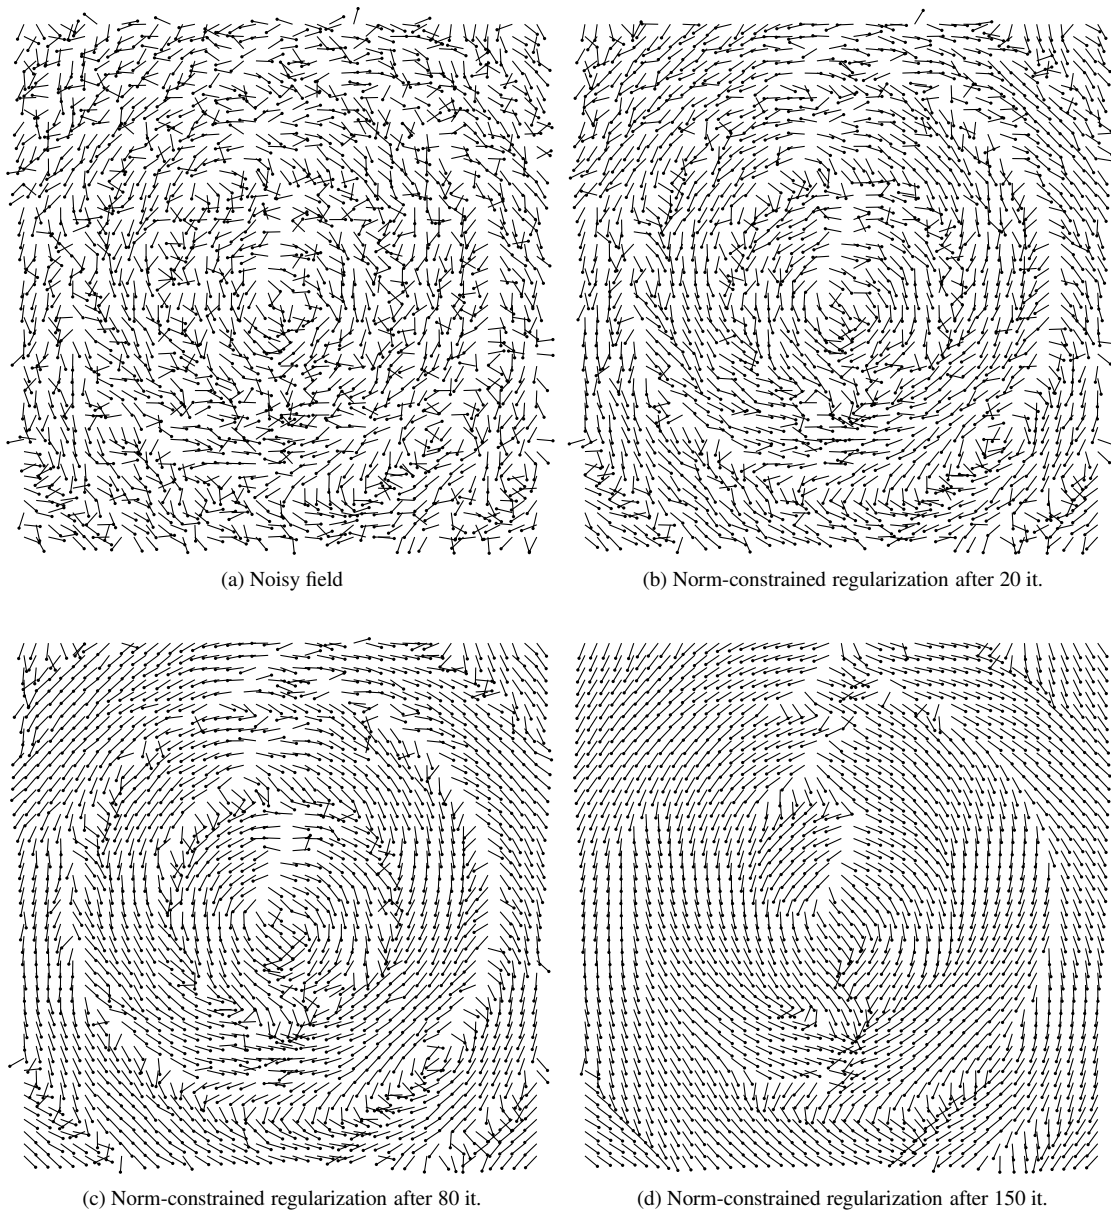 (a) Noisy field
(b) Norm-constrained regularization after 20 it.
(c) Norm-constrained regularization after 80 it.
(d) Norm-constrained regularization after 150 it.